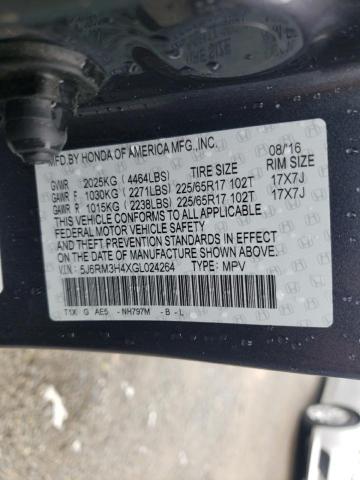 MFD.BY HONDA OF AMERICA MFG.,INC. 08/16
GVWR 2025KG (4464LBS) TIRE SIZE RIM SIZE
GAWR F 1030KG (2271LBS) 225/65R17 102T 17X7J
GAWR R 1015KG (2238LBS) 225/65R17 102T 17X7J
THIS VEHICLE CONFORMS TO ALL APPLICABLE
FEDERAL MOTOR VEHICLE SAFETY
AND THEFT PREVENTION STANDARDS IN EFFECT
ON THE DATE OF MANUFACTURE SHOWN ABOVE.
V.I.N.: 5J6RM3H4XGL024264 TYPE: MPV
T1X G AE5 -NH797M -B -L